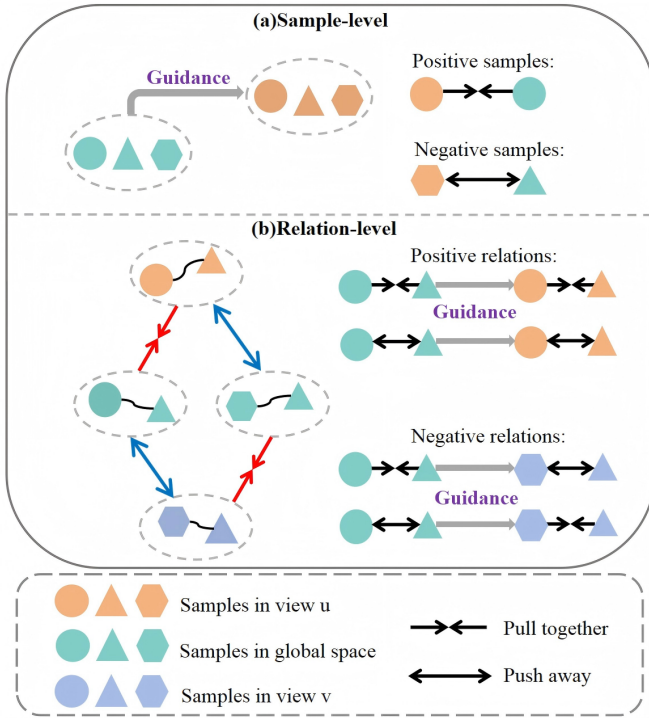 (a)Sample-level
Guidance
Positive samples:
Negative samples:
(b)Relation-level
Positive relations:
Guidance
Negative relations:
Guidance
Samples in view u
Samples in global space
Samples in view v
Pull together
Push away